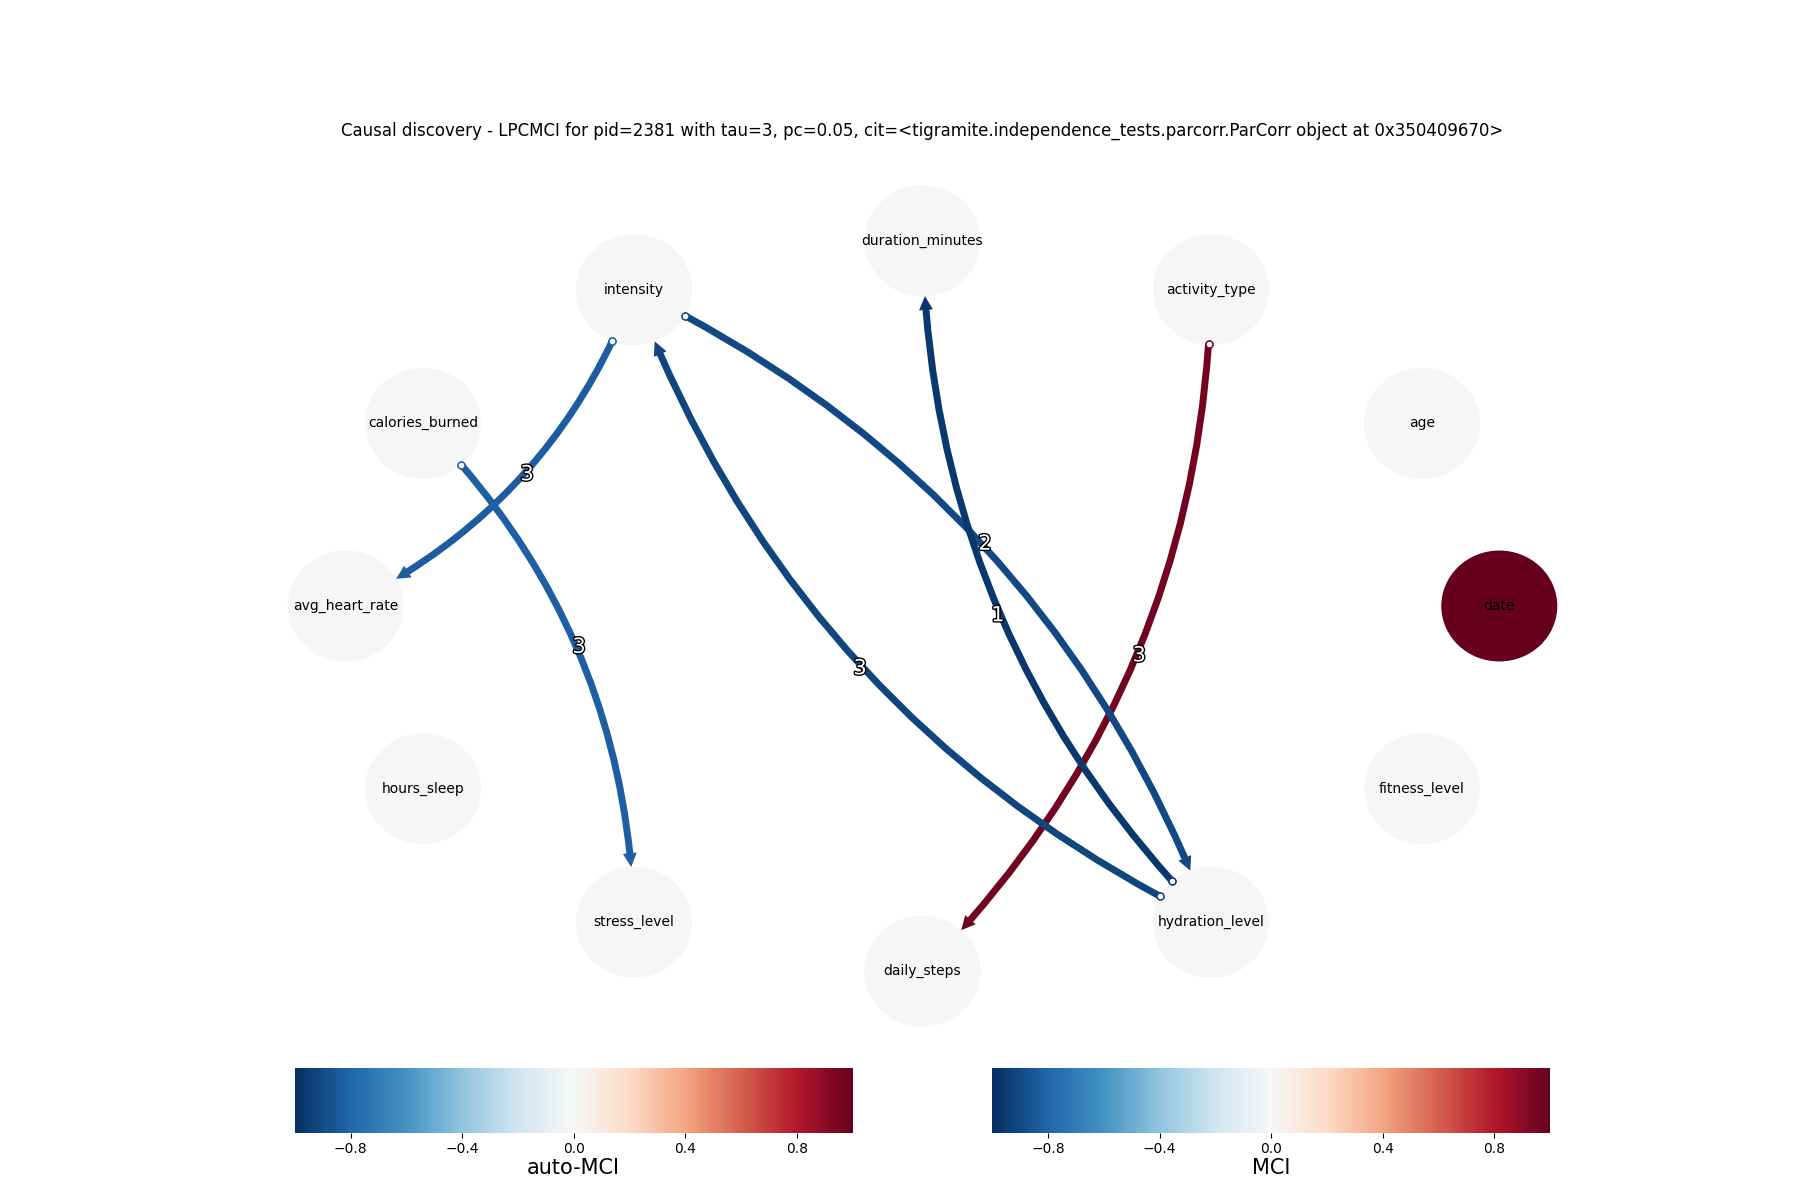 Causal discovery - LPCMCI for pid=2381 with tau=3, pc=0.05, cit=<tigramite.independence_tests.parcorr.ParCorr object at 0x350409670>
duration_minutes
intensity
activity_type
calories_burned
age
3
2
avg_heart_rate
date
1
3
3
3
hours_sleep
fitness_level
stress_level
hydration_level
daily_steps
−0.8 −0.4 0.0 0.4 0.8
auto-MCI
−0.8 −0.4 0.0 0.4 0.8
MCI